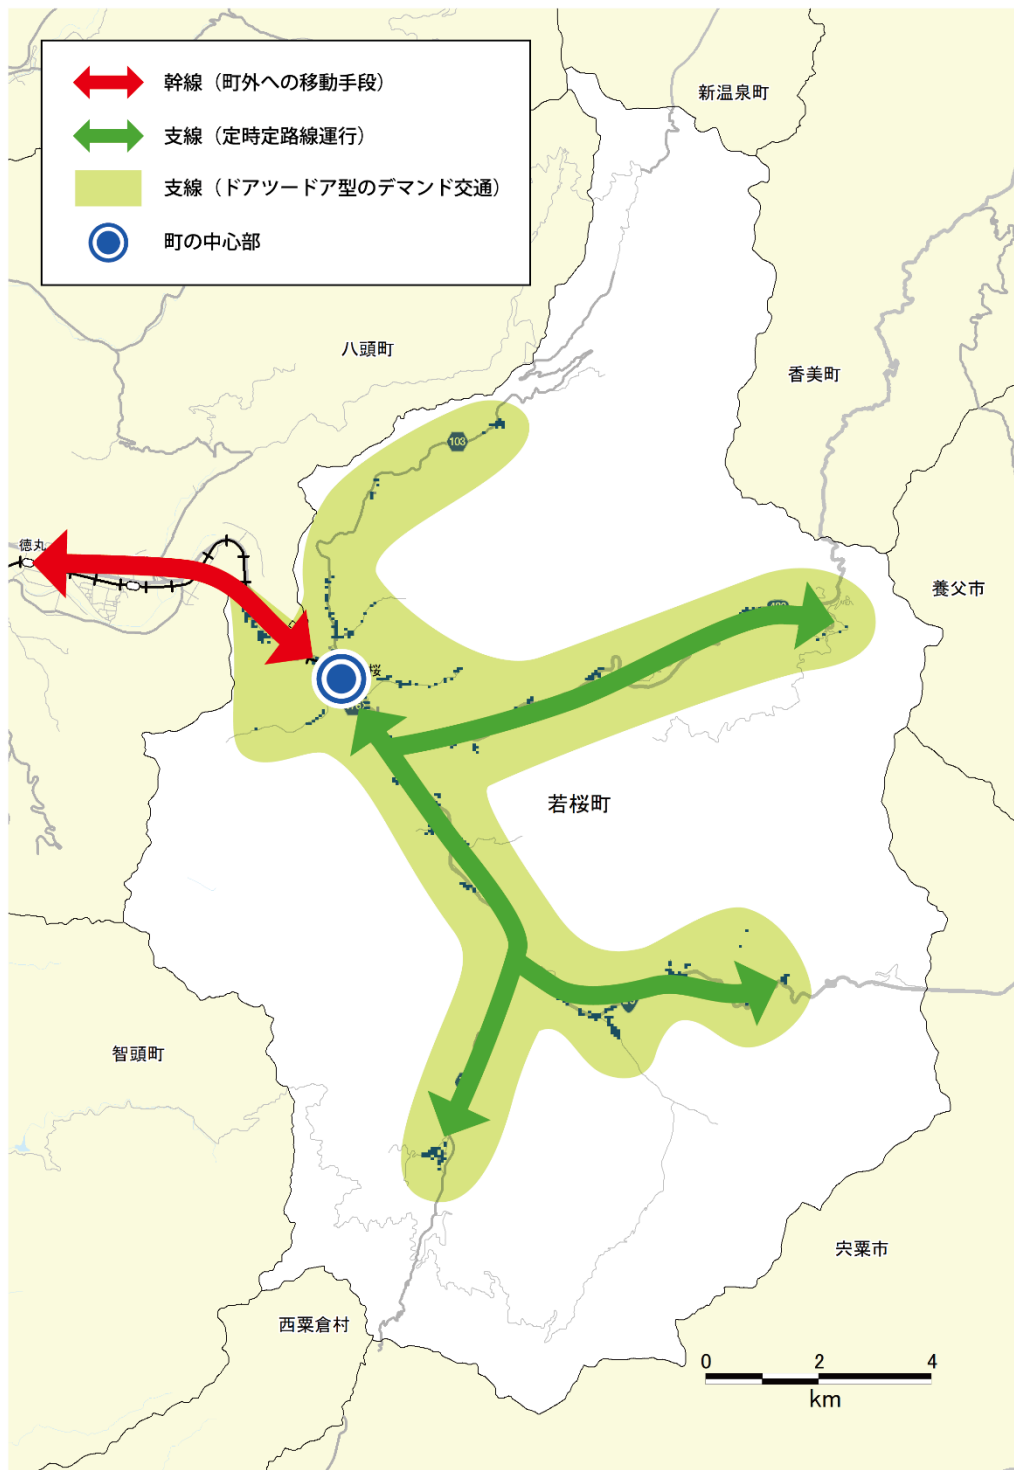 幹線（町外への移動手段）
支線（定時定路線運行）
支線（ドアツードア型のデマンド交通）
町の中心部
新温泉町
八頭町
香美町
103
徳丸
養父市
桜
若桜町
智頭町
宍粟市
西粟倉村
0 2 4
km